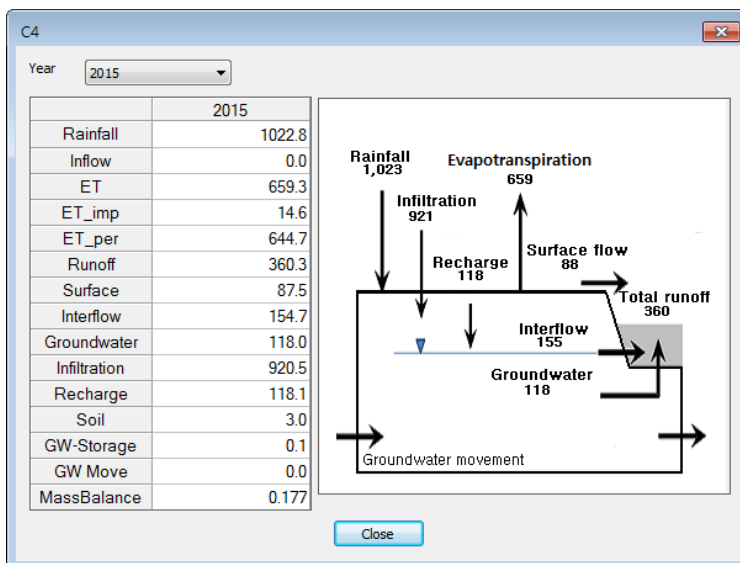 C4
Year 2015
2015
Rainfall 1022.8
Inflow 0.0
ET 659.3
ET_imp 14.6
ET_per 644.7
Runoff 360.3
Surface 87.5
Interflow 154.7
Groundwater 118.0
Infiltration 920.5
Recharge 118.1
Soil 3.0
GW-Storage 0.1
GW Move 0.0
MassBalance 0.177
Rainfall
1,023
Evapotranspiration
659
Infiltration
921
Recharge
118
Surface flow
88
Total runoff
360
Interflow
155
Groundwater
118
Groundwater movement
Close